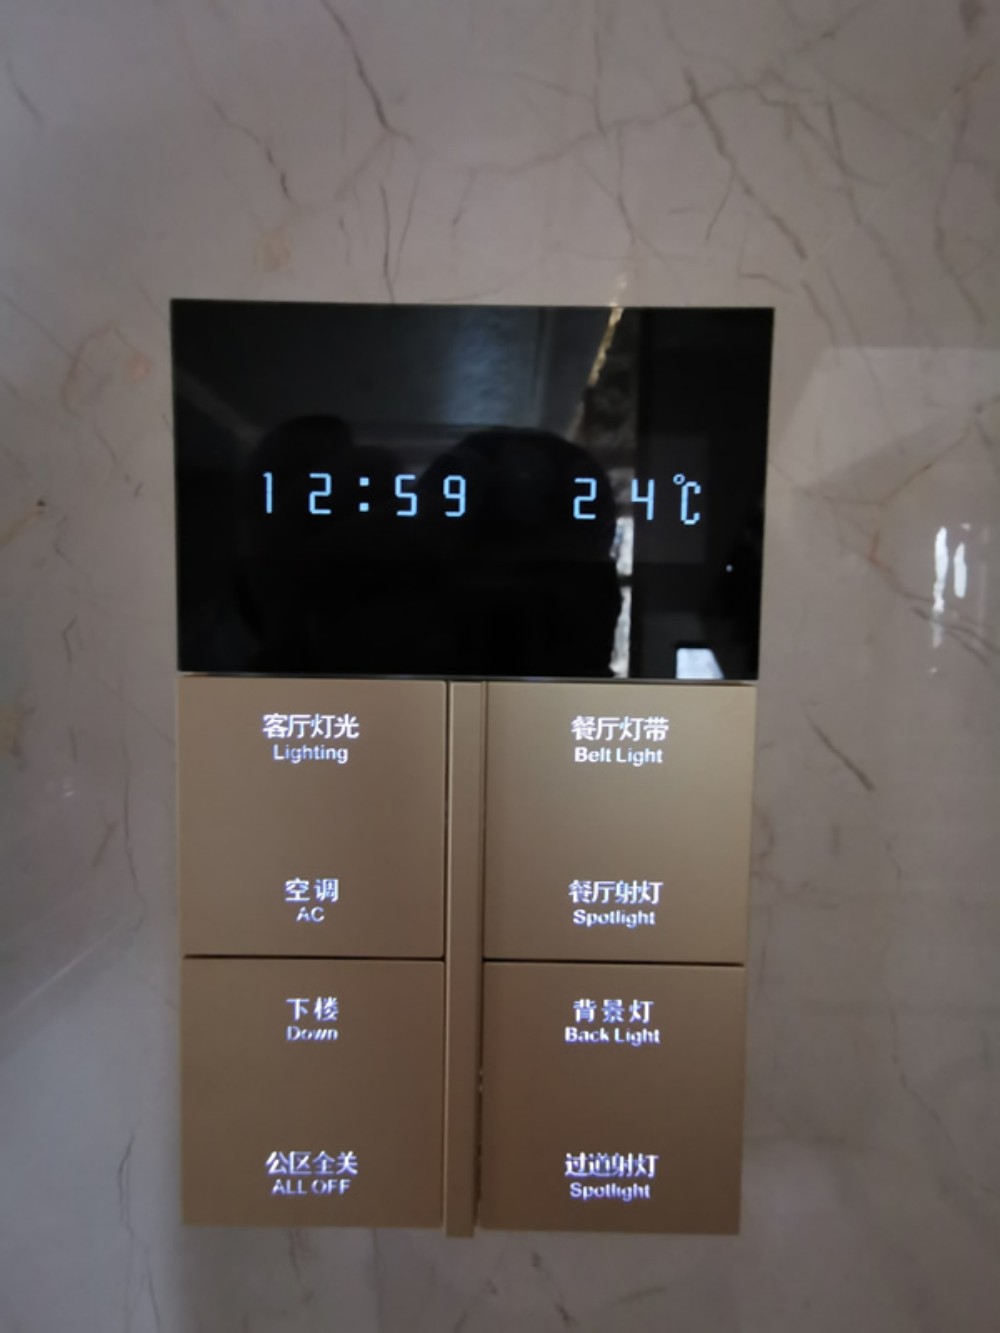 12:59 24℃
客厅灯光
Lighting
餐厅灯带
Belt Light
空调
AC
餐厅射灯
Spotlight
下楼
Down
背景灯
Back Light
公区全关
ALL OFF
过道射灯
Spotlight